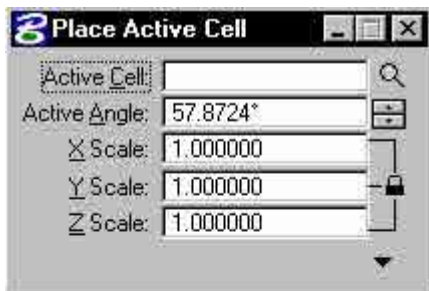 Place Active Cell
Active Cell:
Active Angle: 57.8724°
X Scale: 1.000000
Y Scale: 1.000000
Z Scale: 1.000000